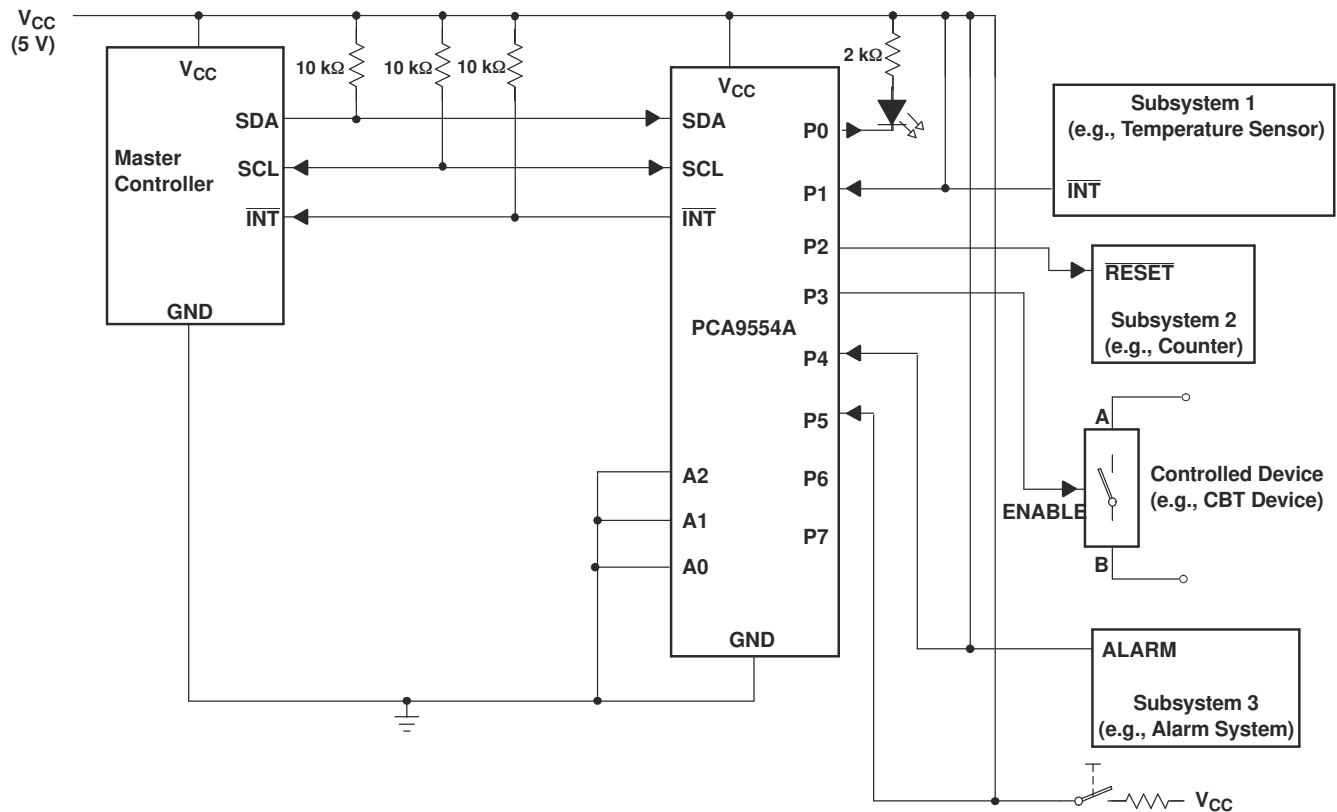 VCC
(5 V)
VCC
SDA
Master
Controller
SCL
INT
GND
10 kΩ
10 kΩ
10 kΩ
VCC
SDA
SCL
INT
PCA9554A
A2
A1
A0
GND
P0
P1
P2
P3
P4
P5
P6
P7
2 kΩ
Subsystem 1
(e.g., Temperature Sensor)
INT
RESET
Subsystem 2
(e.g., Counter)
A
ENABLE
B
Controlled Device
(e.g., CBT Device)
ALARM
Subsystem 3
(e.g., Alarm System)
VCC